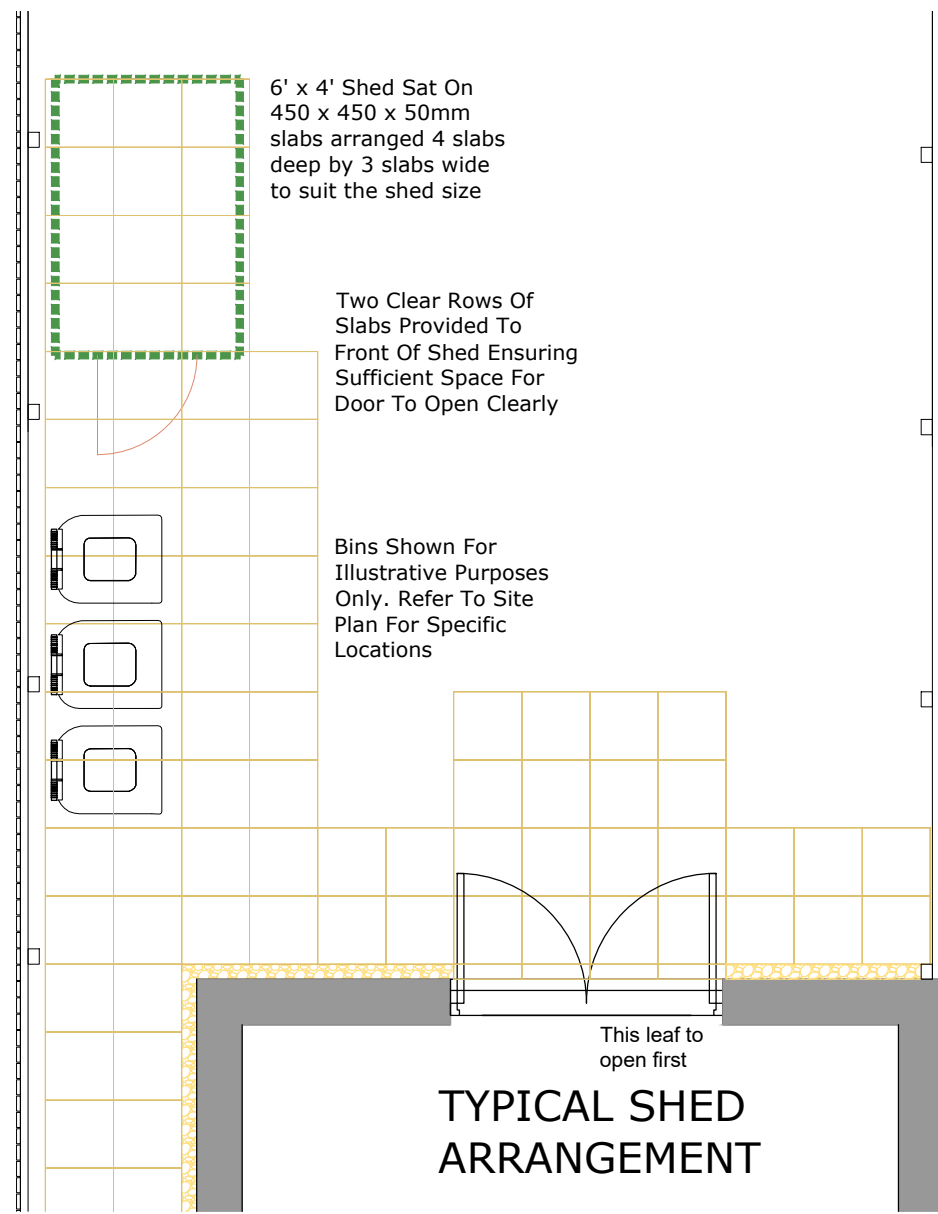 6' x 4' Shed Sat On
450 x 450 x 50mm
slabs arranged 4 slabs
deep by 3 slabs wide
to suit the shed size
Two Clear Rows Of
Slabs Provided To
Front Of Shed Ensuring
Sufficient Space For
Door To Open Clearly
Bins Shown For
Illustrative Purposes
Only. Refer To Site
Plan For Specific
Locations
This leaf to
open first
TYPICAL SHED
ARRANGEMENT